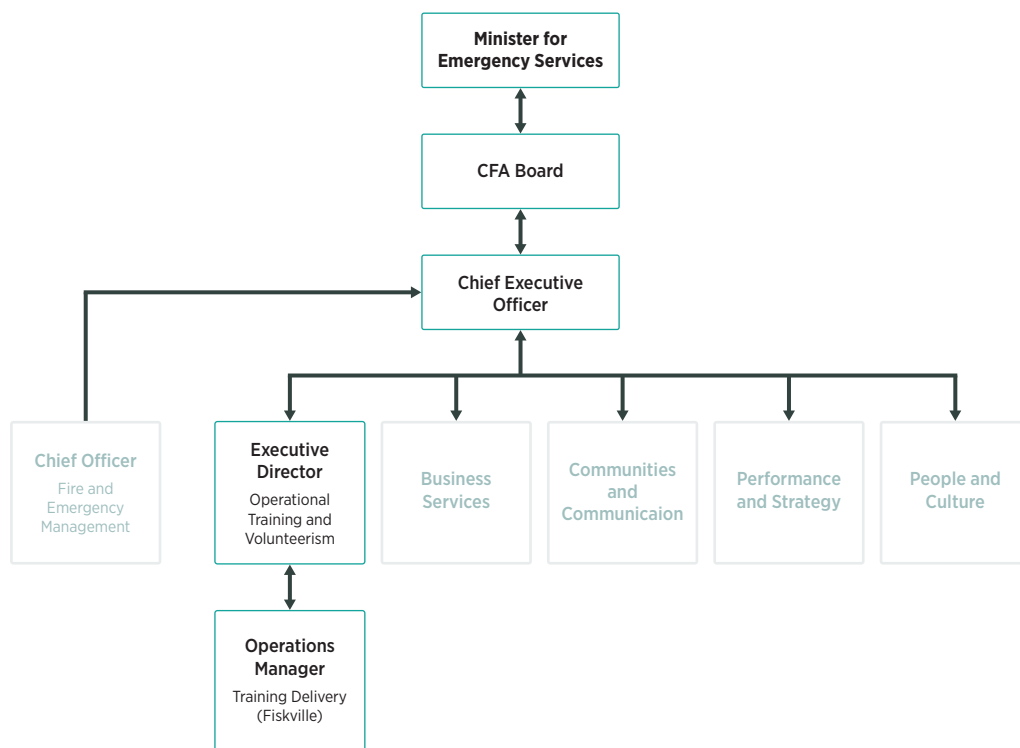 Minister for
Emergency Services
CFA Board
Chief Executive
Officer
Chief Officer
Fire and
Emergency
Management
Executive
Director
Operational
Training and
Volunteerism
Business
Services
Communities
and
Communicaion
Performance
and Strategy
People and
Culture
Operations
Manager
Training Delivery
(Fiskville)